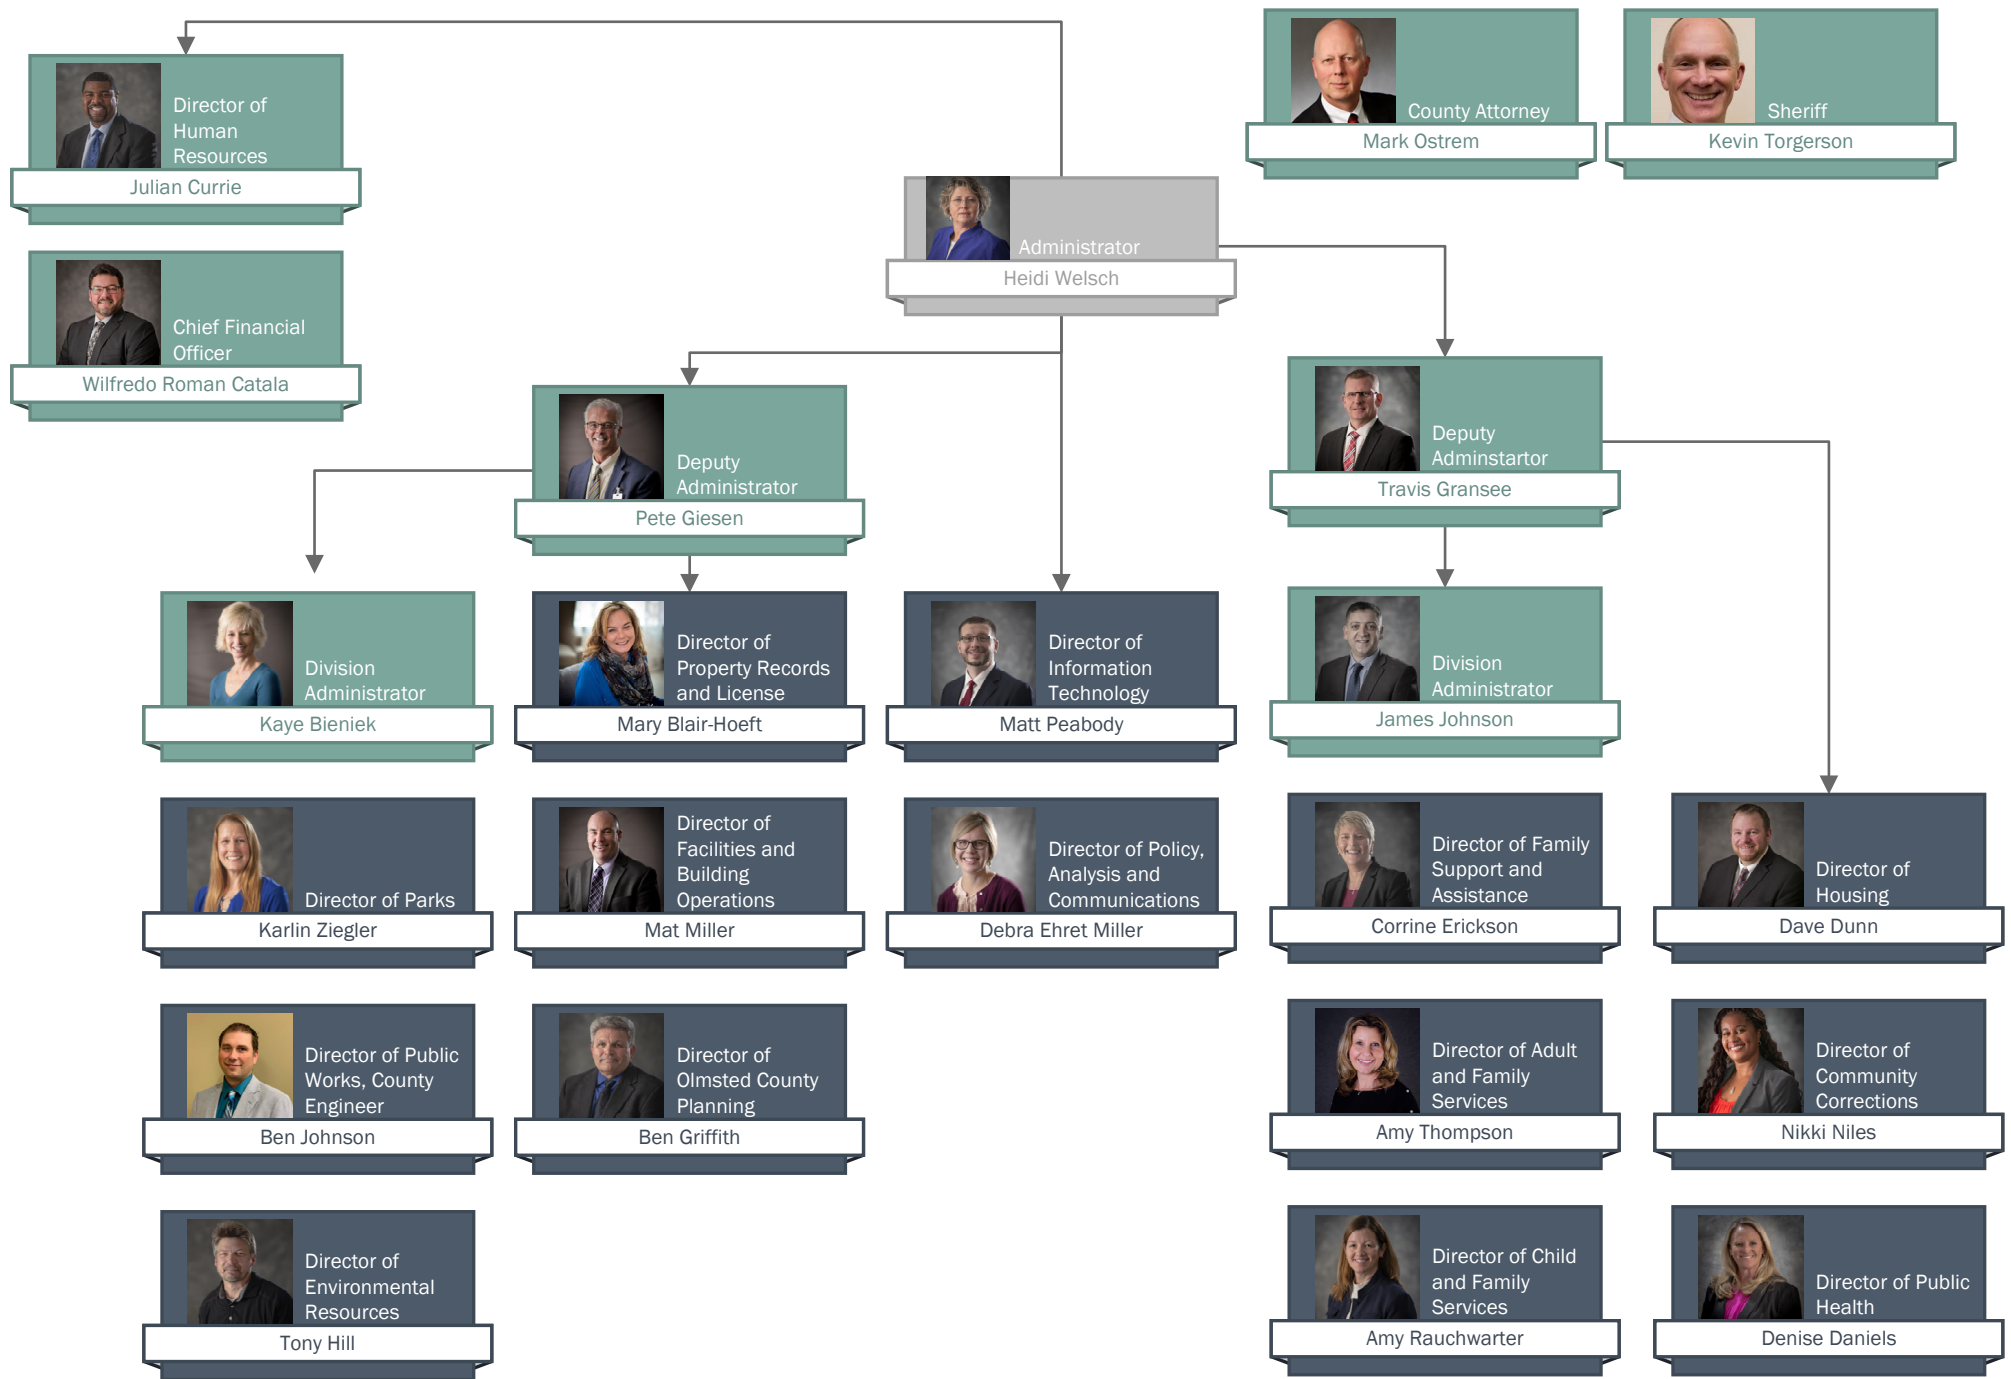 Director of
Human
Resources
Julian Currie
Chief Financial
Officer
Wilfredo Roman Catala
Administrator
Heidi Welsch
County Attorney
Mark Ostrem
Sheriff
Kevin Torgerson
Deputy
Administrator
Pete Giesen
Deputy
Adminstartor
Travis Gransee
Division
Administrator
Kaye Bieniek
Director of
Property Records
and License
Mary Blair-Hoeft
Director of
Information
Technology
Matt Peabody
Division
Administrator
James Johnson
Director of Parks
Karlin Ziegler
Director of
Facilities and
Building
Operations
Mat Miller
Director of Policy,
Analysis and
Communications
Debra Ehret Miller
Director of Family
Support and
Assistance
Corrine Erickson
Director of
Housing
Dave Dunn
Director of Public
Works, County
Engineer
Ben Johnson
Director of
Olmsted County
Planning
Ben Griffith
Director of Adult
and Family
Services
Amy Thompson
Director of
Community
Corrections
Nikki Niles
Director of
Environmental
Resources
Tony Hill
Director of Child
and Family
Services
Amy Rauchwarter
Director of Public
Health
Denise Daniels